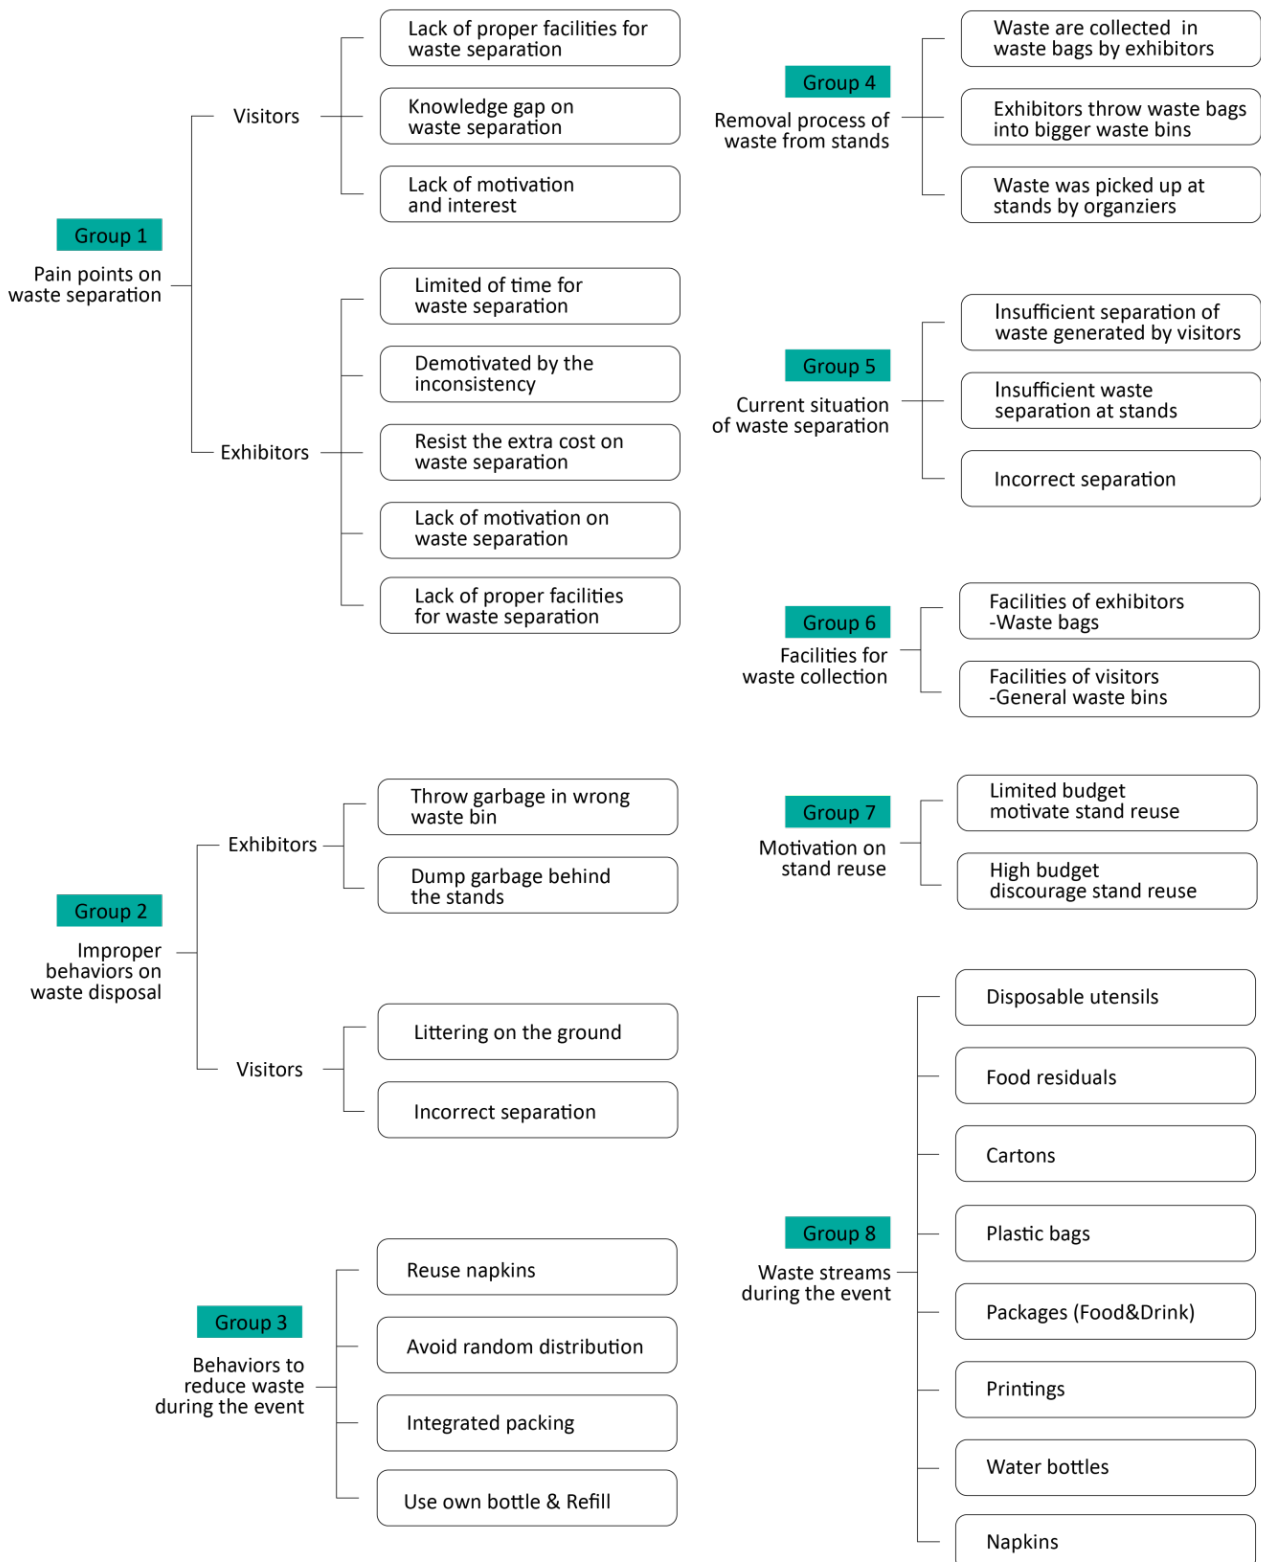 Group 1
Pain points on
waste separation
Visitors
Lack of proper facilities for
waste separation
Knowledge gap on
waste separation
Lack of motivation
and interest
Exhibitors
Limited of time for
waste separation
Demotivated by the
inconsistency
Resist the extra cost on
waste separation
Lack of motivation on
waste separation
Lack of proper facilities
for waste separation
Group 2
Improper
behaviors on
waste disposal
Exhibitors
Throw garbage in wrong
waste bin
Dump garbage behind
the stands
Visitors
Littering on the ground
Incorrect separation
Group 3
Behaviors to
reduce waste
during the event
Reuse napkins
Avoid random distribution
Integrated packing
Use own bottle & Refill
Group 4
Removal process of
waste from stands
Waste are collected in
waste bags by exhibitors
Exhibitors throw waste bags
into bigger waste bins
Waste was picked up at
stands by organziers
Group 5
Current situation
of waste separation
Insufficient separation of
waste generated by visitors
Insufficient waste
separation at stands
Incorrect separation
Group 6
Facilities for
waste collection
Facilities of exhibitors
-Waste bags
Facilities of visitors
-General waste bins
Group 7
Motivation on
stand reuse
Limited budget
motivate stand reuse
High budget
discourage stand reuse
Group 8
Waste streams
during the event
Disposable utensils
Food residuals
Cartons
Plastic bags
Packages (Food&Drink)
Printings
Water bottles
Napkins